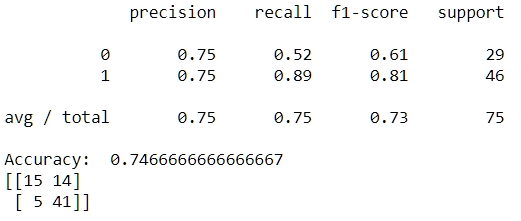 precision recall f1-score support
0 0.75 0.52 0.61 29
1 0.75 0.89 0.81 46
avg / total 0.75 0.75 0.73 75
Accuracy: 0.7466666666666667
[[15 14]
[ 5 41]]